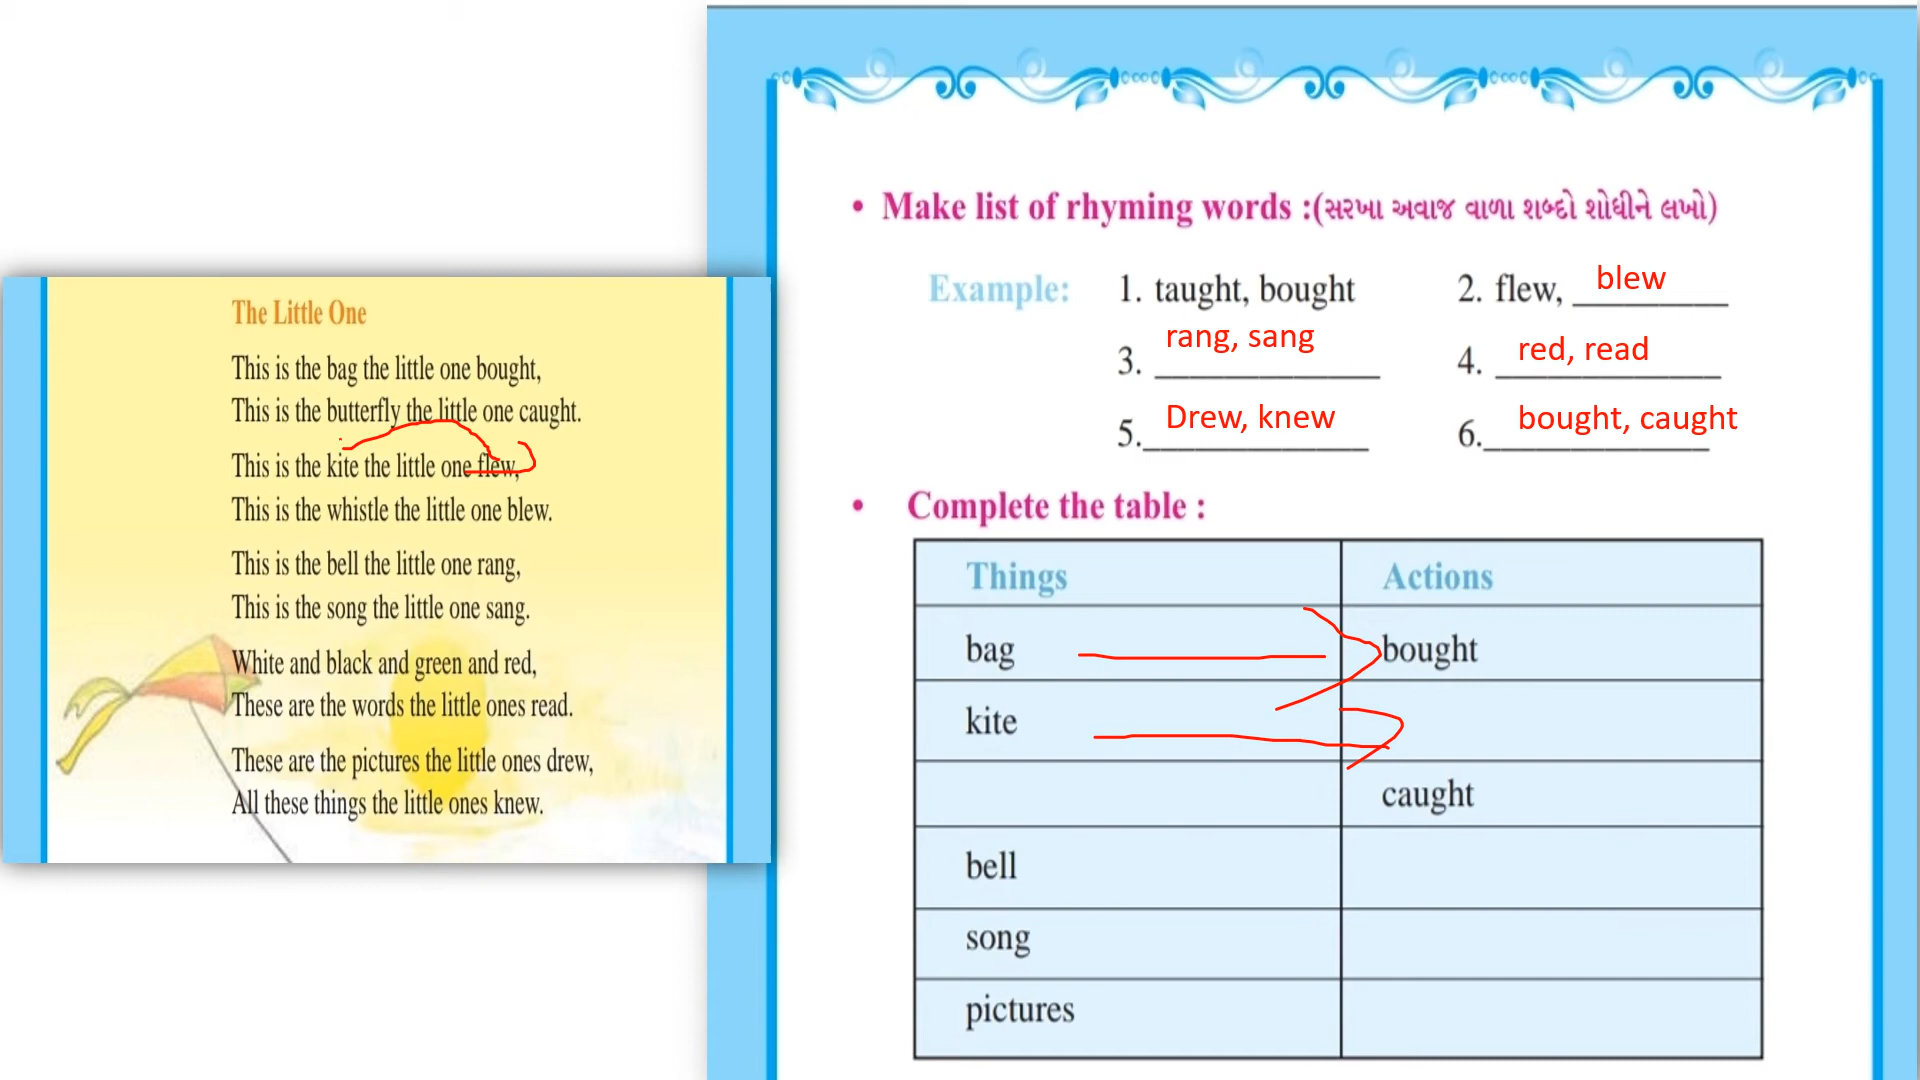 The Little One
This is the bag the little one bought,
This is the butterfly the little one caught.
This is the kite the little one flew,
This is the whistle the little one blew.
This is the bell the little one rang,
This is the song the little one sang.
White and black and green and red,
These are the words the little ones read.
These are the pictures the little ones drew,
All these things the little ones knew.
• Make list of rhyming words :(સરખા અવાજ વાળા શબ્દો શોધીને લખો)
Example: 1. taught, bought 2. flew, blew
3. rang, sang 4. red, read
5. Drew, knew 6. bought, caught
• Complete the table :
Things Actions
bag bought
kite
caught
bell
song
pictures